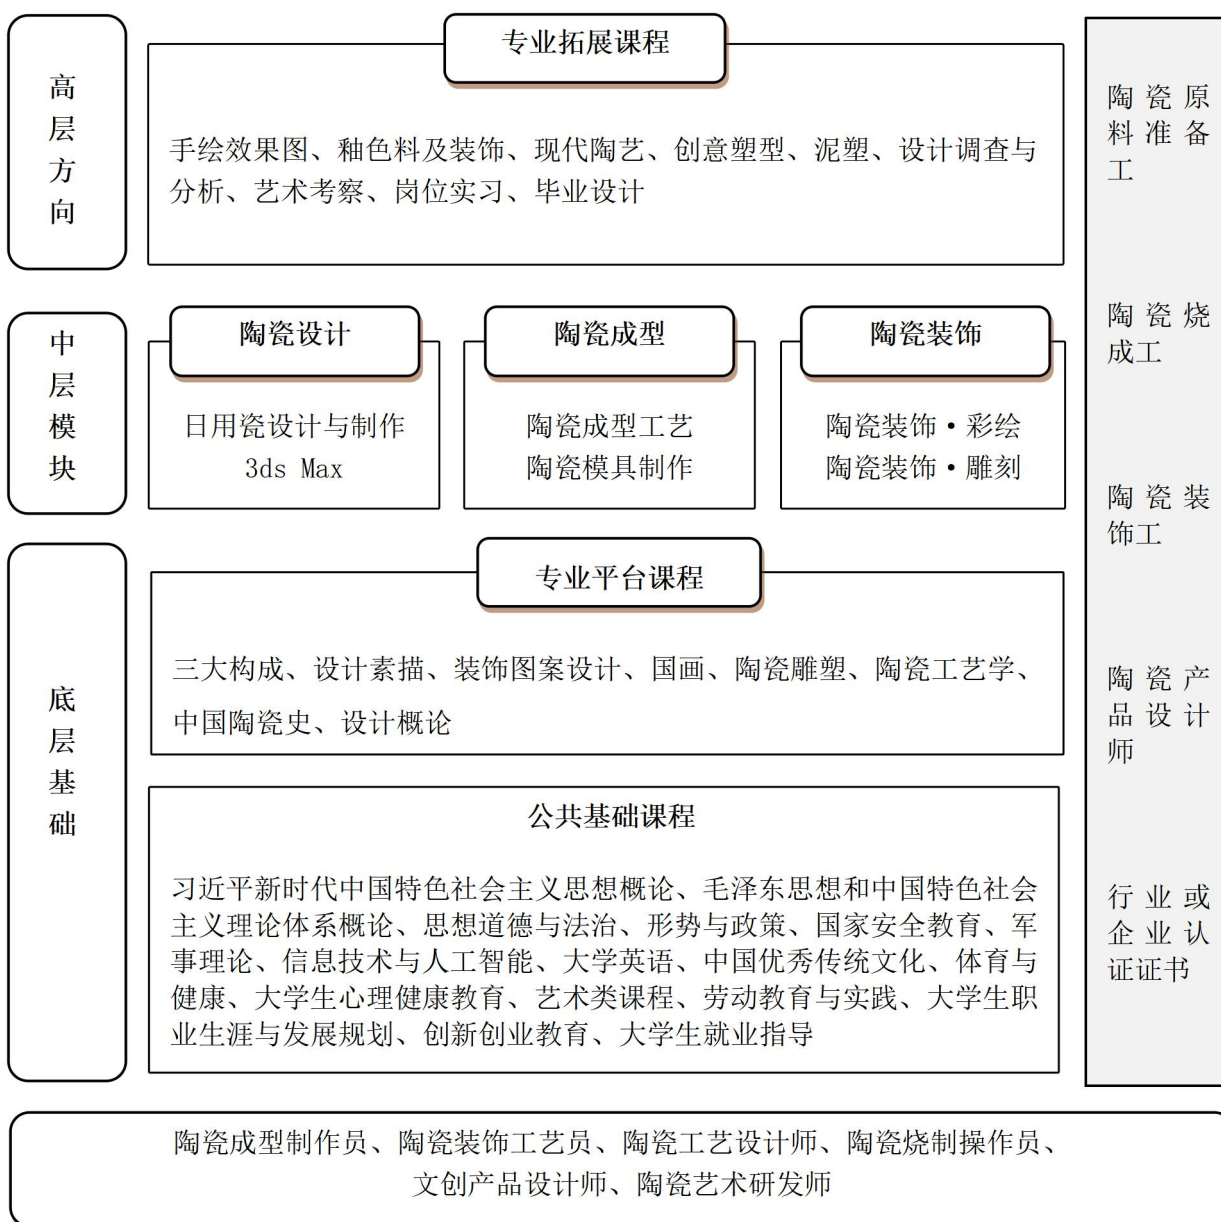 高
层
方
向
专业拓展课程
手绘效果图、釉色料及装饰、现代陶艺、创意塑型、泥塑、设计调查与
分析、艺术考察、岗位实习、毕业设计
中
层
模
块
陶瓷设计
日用瓷设计与制作
3ds Max
陶瓷成型
陶瓷成型工艺
陶瓷模具制作
陶瓷装饰
陶瓷装饰·彩绘
陶瓷装饰·雕刻
底
层
基
础
专业平台课程
三大构成、设计素描、装饰图案设计、国画、陶瓷雕塑、陶瓷工艺学、
中国陶瓷史、设计概论
公共基础课程
习近平新时代中国特色社会主义思想概论、毛泽东思想和中国特色社会
主义理论体系概论、思想道德与法治、形势与政策、国家安全教育、军
事理论、信息技术与人工智能、大学英语、中国优秀传统文化、体育与
健康、大学生心理健康教育、艺术类课程、劳动教育与实践、大学生职
业生涯与发展规划、创新创业教育、大学生就业指导
陶瓷原
料准备
工
陶瓷烧
成工
陶瓷装
饰工
陶瓷产
品设计
师
行业或
企业认
证证书
陶瓷成型制作员、陶瓷装饰工艺员、陶瓷工艺设计师、陶瓷烧制操作员、
文创产品设计师、陶瓷艺术研发师